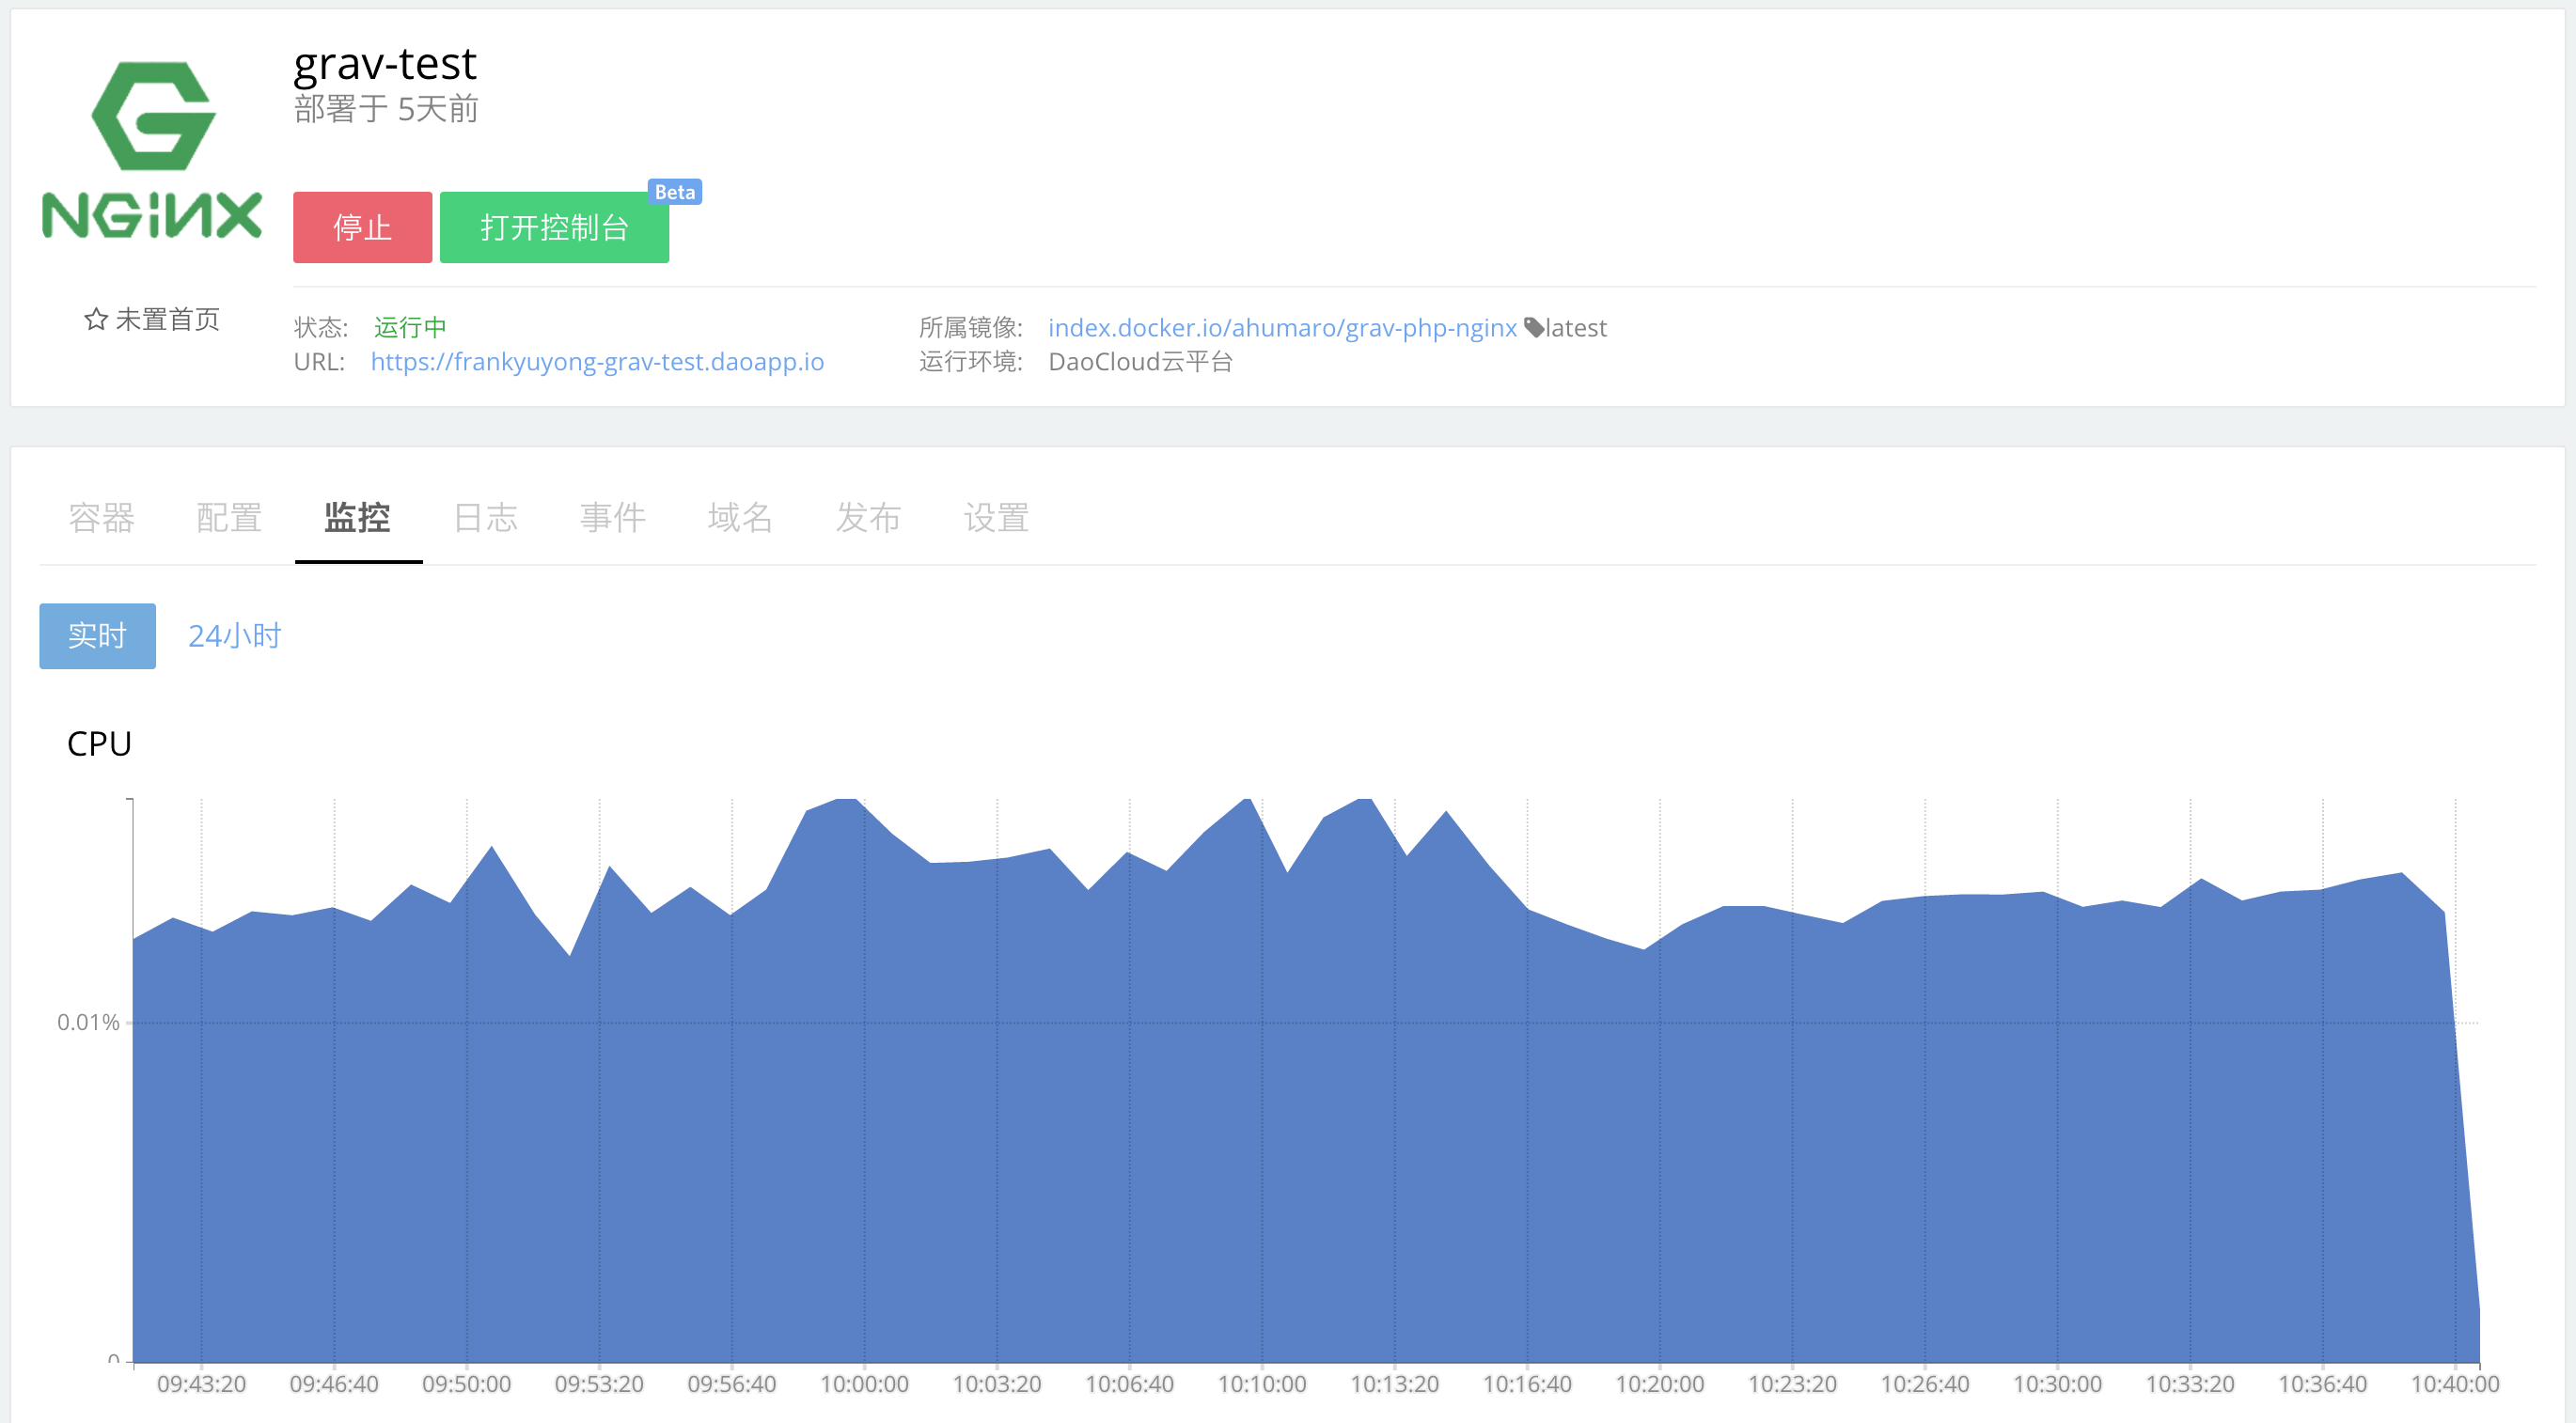 grav-test
部署于 5天前
NGiNX
停止
打开控制台
Beta
未置首页
状态: 运行中
所属镜像: index.docker.io/ahumaro/grav-php-nginx latest
URL: https://frankyuyong-grav-test.daoapp.io
运行环境: DaoCloud云平台
容器 配置 监控 日志 事件 域名 发布 设置
实时 24小时
CPU
0.01%
0
09:43:20 09:46:40 09:50:00 09:53:20 09:56:40 10:00:00 10:03:20 10:06:40 10:10:00 10:13:20 10:16:40 10:20:00 10:23:20 10:26:40 10:30:00 10:33:20 10:36:40 10:40:00